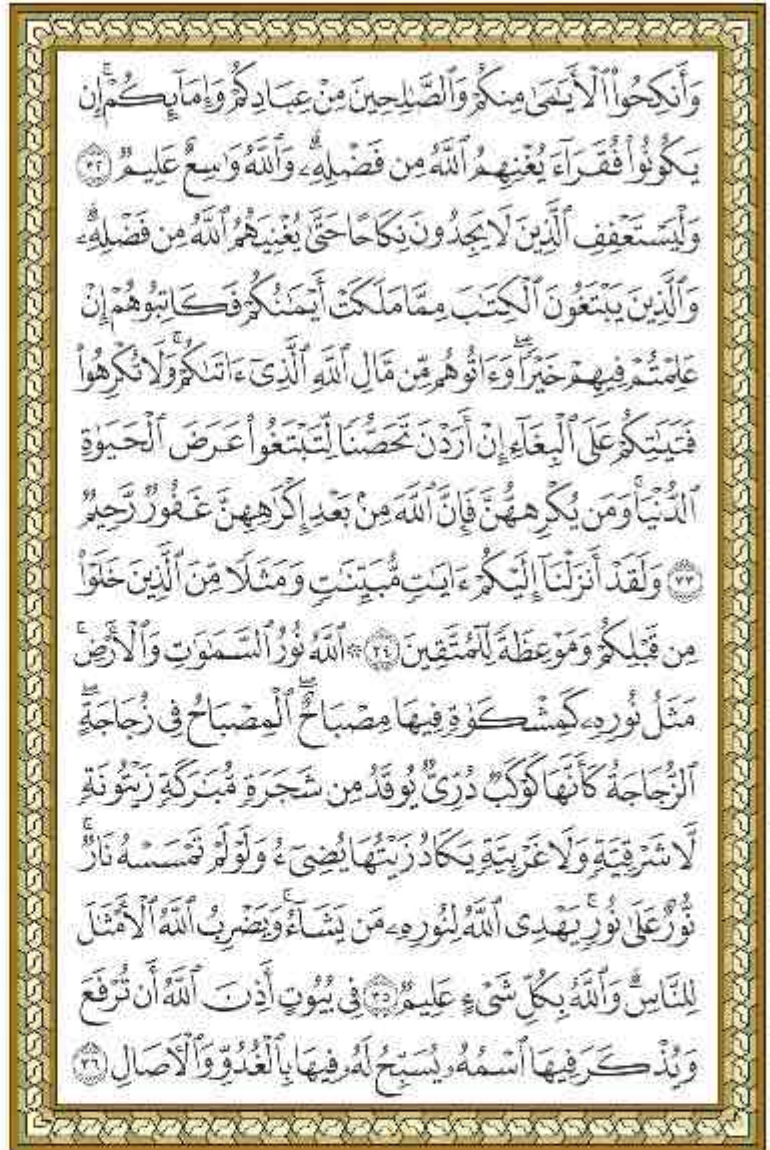 وَأَنكِحُوا۟ ٱلْأَيَـٰمَىٰ مِنكُمْ وَٱلصَّـٰلِحِينَ مِنْ عِبَادِكُمْ وَإِمَآئِكُمْ ۚ إِن
يَكُونُوا۟ فُقَرَآءَ يُغْنِهِمُ ٱللَّهُ مِن فَضْلِهِۦ ۗ وَٱللَّهُ وَٰسِعٌ عَلِيمٌ ٣٢
وَلْيَسْتَعْفِفِ ٱلَّذِينَ لَا يَجِدُونَ نِكَاحًا حَتَّىٰ يُغْنِيَهُمُ ٱللَّهُ مِن فَضْلِهِۦ ۗ
وَٱلَّذِينَ يَبْتَغُونَ ٱلْكِتَـٰبَ مِمَّا مَلَكَتْ أَيْمَـٰنُكُمْ فَكَاتِبُوهُمْ إِنْ
عَلِمْتُمْ فِيهِمْ خَيْرًا ۖ وَءَاتُوهُم مِّن مَّالِ ٱللَّهِ ٱلَّذِىٓ ءَاتَىٰكُمْ ۚ وَلَا تُكْرِهُوا۟
فَتَيَـٰتِكُمْ عَلَى ٱلْبِغَآءِ إِنْ أَرَدْنَ تَحَصُّنًا لِّتَبْتَغُوا۟ عَرَضَ ٱلْحَيَوٰةِ
ٱلدُّنْيَا ۚ وَمَن يُكْرِههُّنَّ فَإِنَّ ٱللَّهَ مِنۢ بَعْدِ إِكْرَٰهِهِنَّ غَفُورٌ رَّحِيمٌ
٣٣ وَلَقَدْ أَنزَلْنَآ إِلَيْكُمْ ءَايَـٰتٍ مُّبَيِّنَـٰتٍ وَمَثَلًا مِّنَ ٱلَّذِينَ خَلَوْا۟
مِن قَبْلِكُمْ وَمَوْعِظَةً لِّلْمُتَّقِينَ ٣٤ ۞ ٱللَّهُ نُورُ ٱلسَّمَـٰوَٰتِ وَٱلْأَرْضِ ۚ
مَثَلُ نُورِهِۦ كَمِشْكَوٰةٍ فِيهَا مِصْبَاحٌ ۖ ٱلْمِصْبَاحُ فِى زُجَاجَةٍ ۖ
ٱلزُّجَاجَةُ كَأَنَّهَا كَوْكَبٌ دُرِّىٌّ يُوقَدُ مِن شَجَرَةٍ مُّبَـٰرَكَةٍ زَيْتُونَةٍ
لَّا شَرْقِيَّةٍ وَلَا غَرْبِيَّةٍ يَكَادُ زَيْتُهَا يُضِىٓءُ وَلَوْ لَمْ تَمْسَسْهُ نَارٌ ۚ
نُّورٌ عَلَىٰ نُورٍ ۗ يَهْدِى ٱللَّهُ لِنُورِهِۦ مَن يَشَآءُ ۚ وَيَضْرِبُ ٱللَّهُ ٱلْأَمْثَـٰلَ
لِلنَّاسِ ۗ وَٱللَّهُ بِكُلِّ شَىْءٍ عَلِيمٌ ٣٥ فِى بُيُوتٍ أَذِنَ ٱللَّهُ أَن تُرْفَعَ
وَيُذْكَرَ فِيهَا ٱسْمُهُۥ يُسَبِّحُ لَهُۥ فِيهَا بِٱلْغُدُوِّ وَٱلْـَٔاصَالِ ٣٦